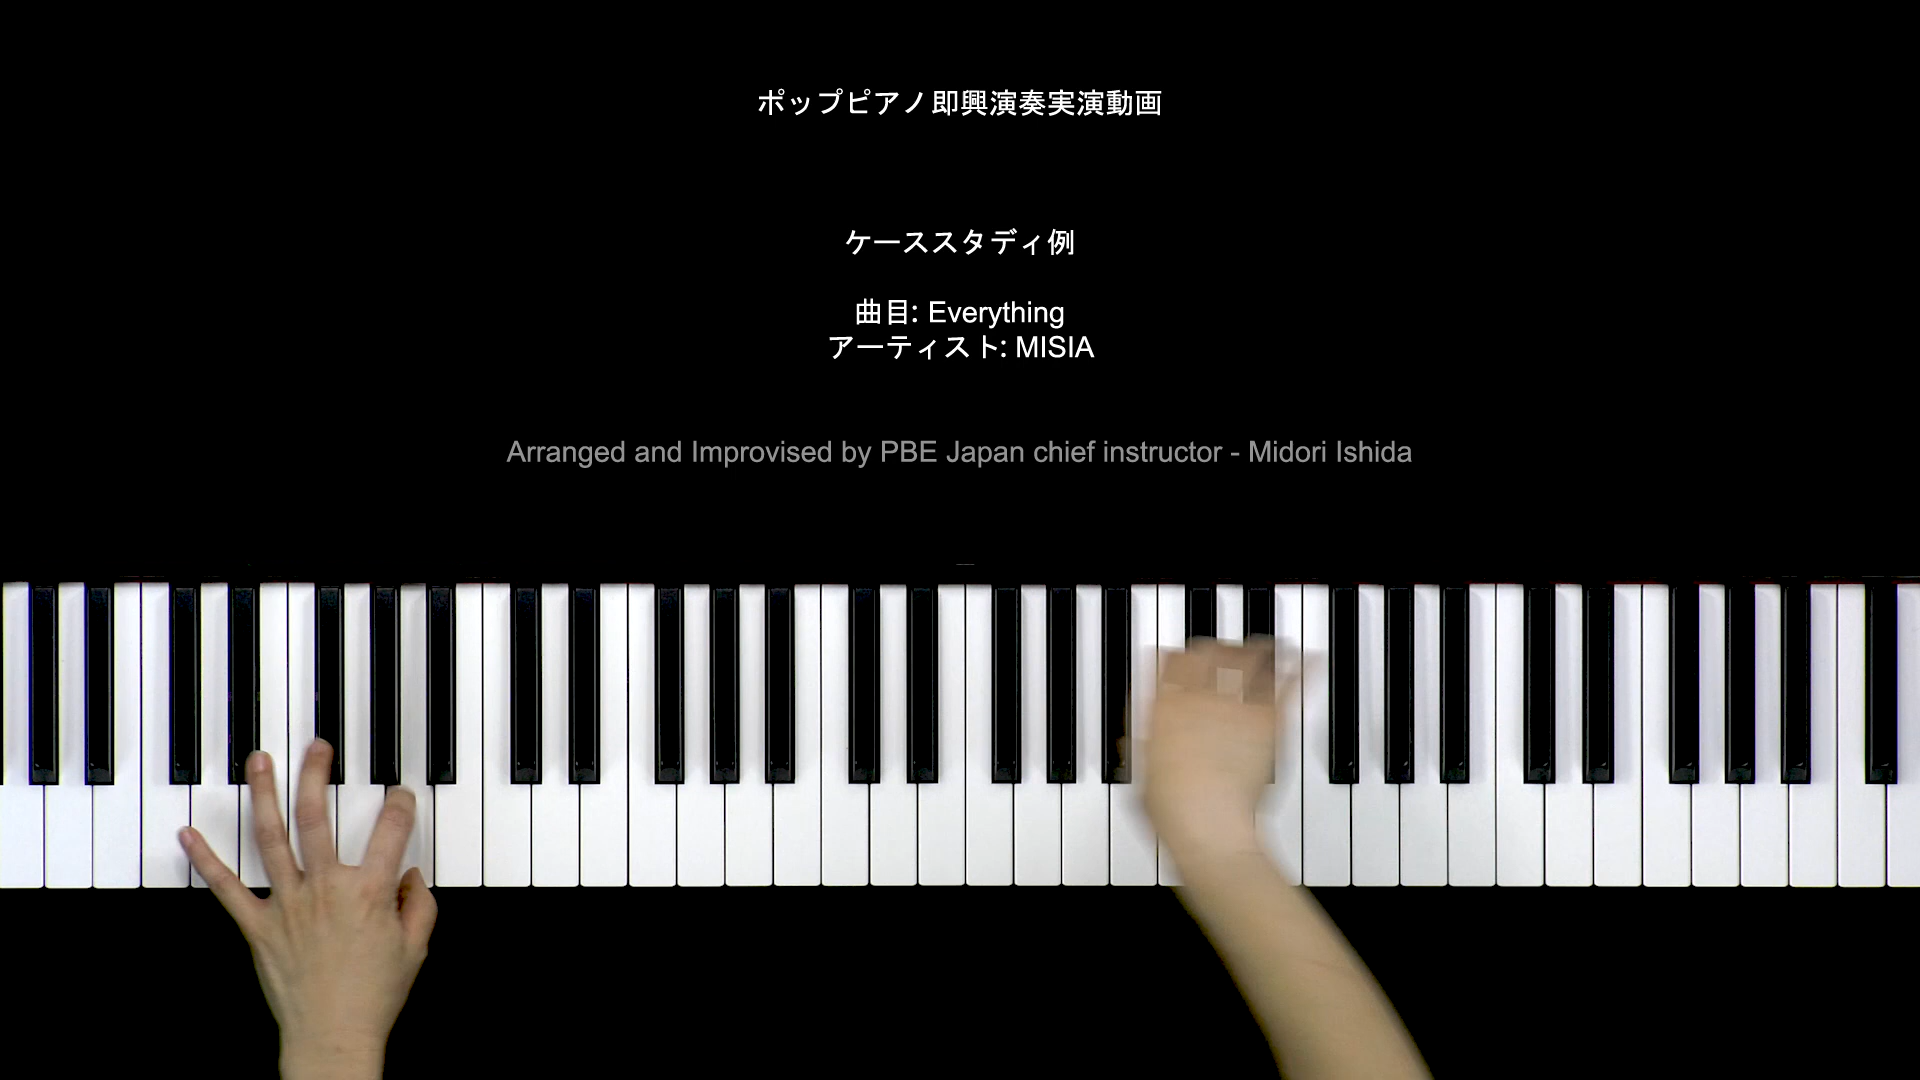 ポップピアノ即興演奏実演動画
ケーススタディ例
曲目: Everything
アーティスト: MISIA
Arranged and Improvised by PBE Japan chief instructor - Midori Ishida